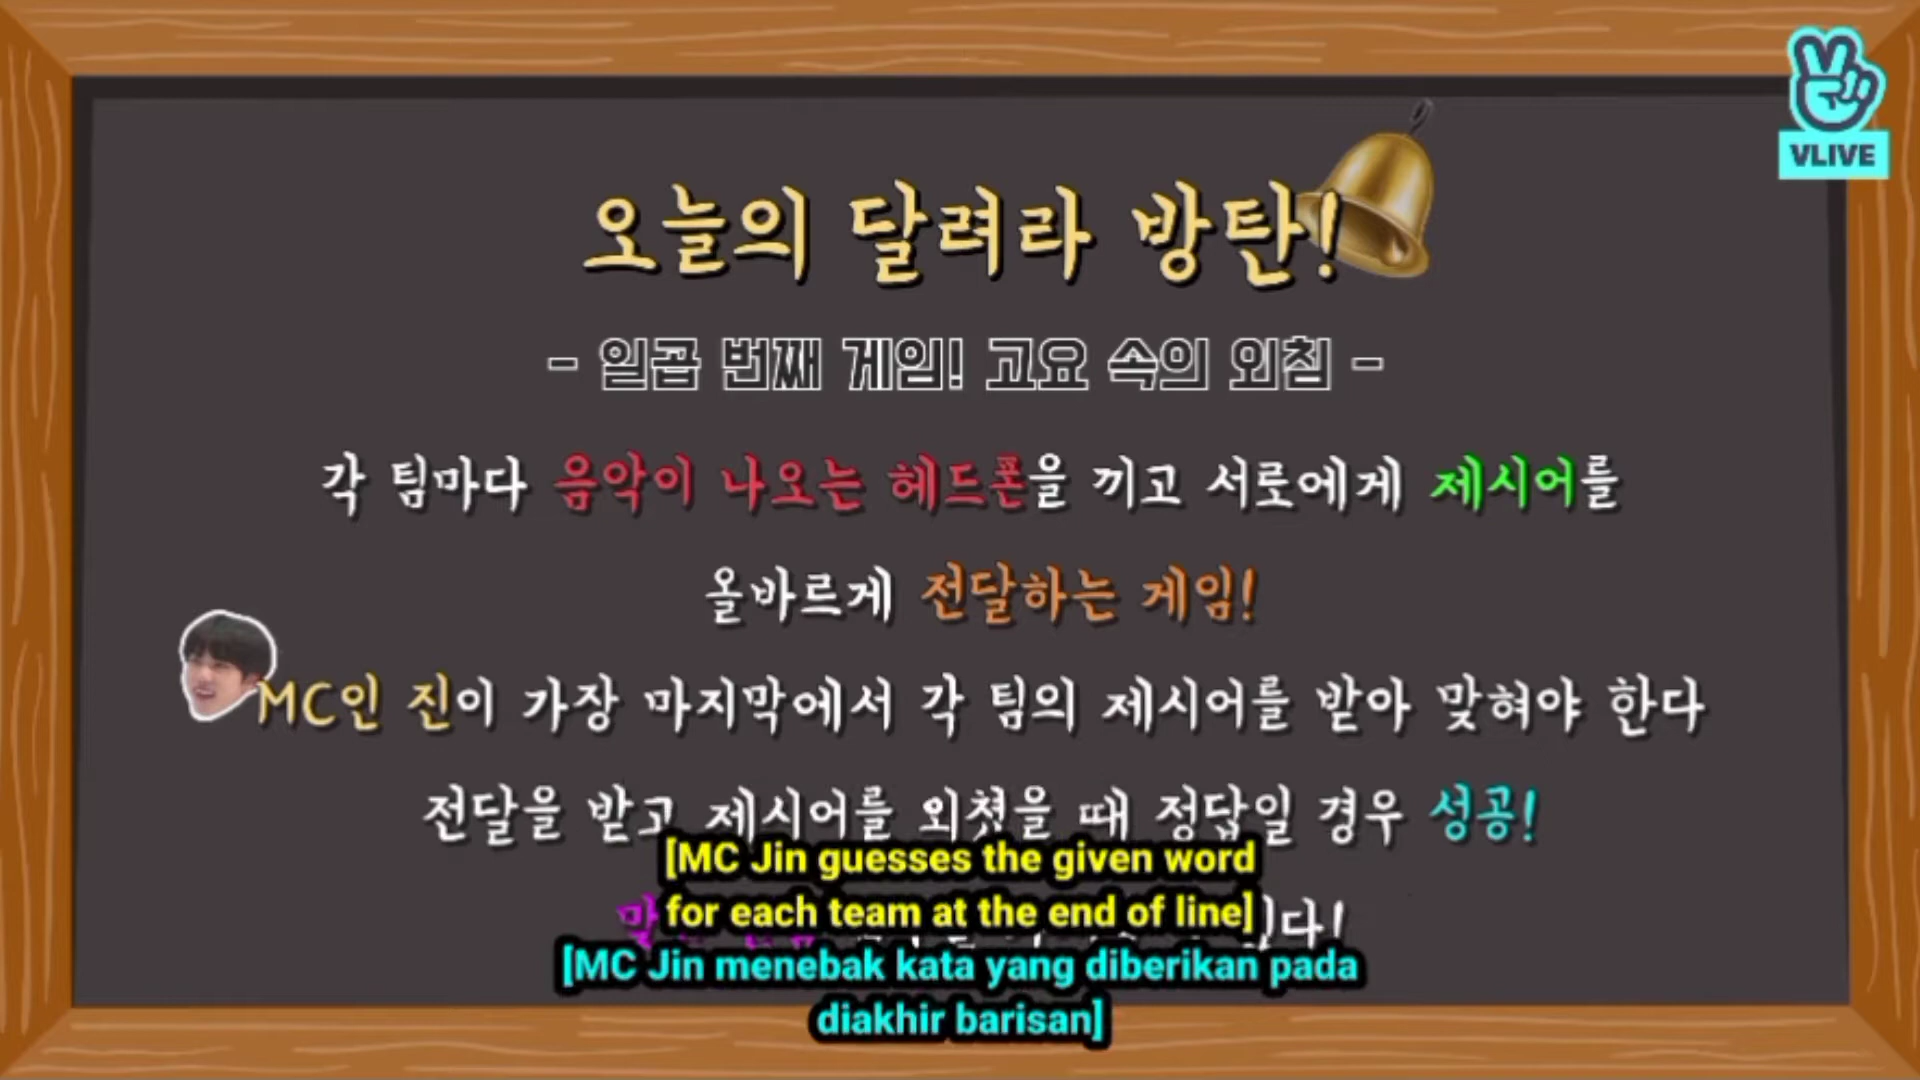 VLIVE
오늘의 달려라 방탄!
- 일곱 번째 게임! 고요 속의 외침 -
각 팀마다 음악이 나오는 헤드폰을 끼고 서로에게 제시어를
올바르게 전달하는 게임!
MC인 진이 가장 마지막에서 각 팀의 제시어를 받아 맞혀야 한다
전달을 받고 제시어를 외쳤을 때 정답일 경우 성공!
[MC Jin guesses the given word
for each team at the end of line]
[MC Jin menebak kata yang diberikan pada
diakhir barisan]